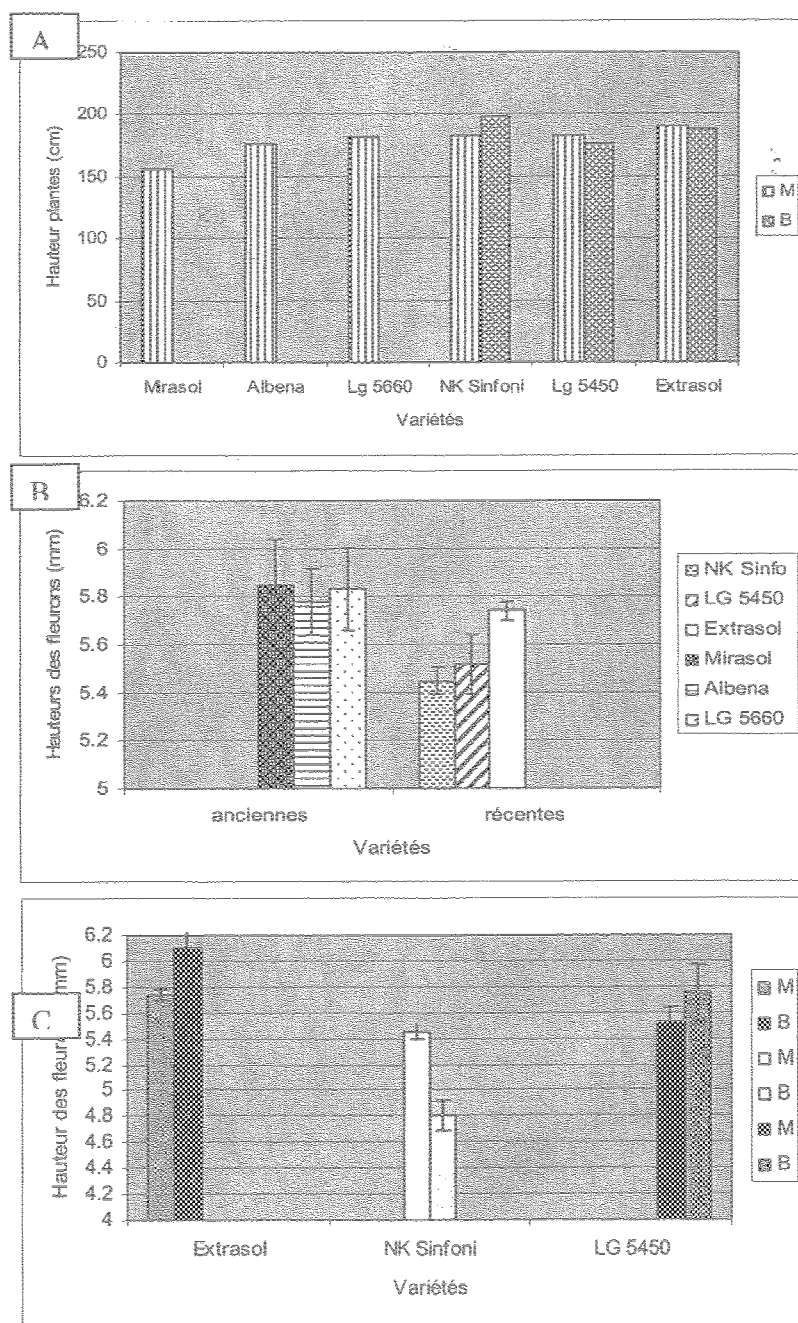 A
250
200
150
100
50
0
Hauteur plantes (cm)
Mirasol Albena Lg 5660 NK Sinfoni Lg 5450 Extrasol
Variétés
M
B
B
6.2
6
5.8
5.6
5.4
5.2
5
Hauteurs des fleurons (mm)
anciennes récentes
Variétés
NK Sinfo
LG 5450
Extrasol
Mirasol
Albena
LG 5660
C
6.2
6
5.8
5.6
5.4
5.2
5
4.8
4.6
4.4
4.2
4
Hauteur des fleur mm)
Extrasol NK Sinfoni LG 5450
Variétés
M
B
M
B
M
B